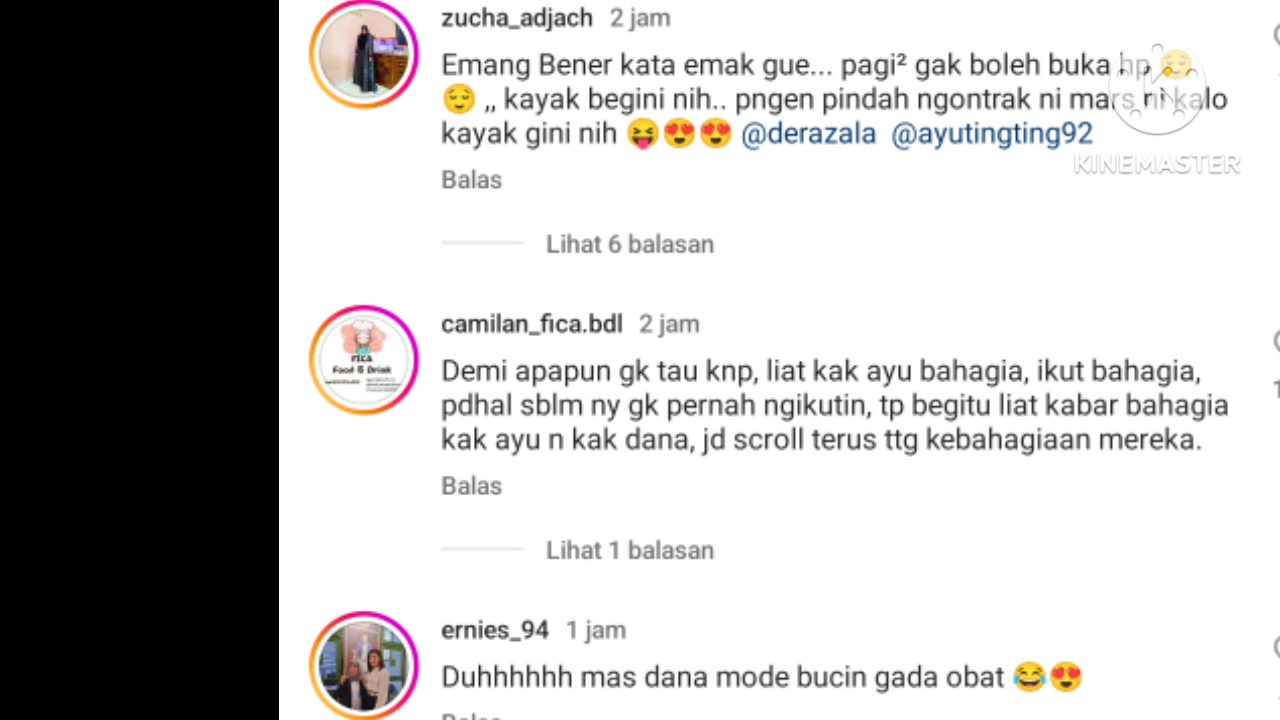 zucha_adjach 2 jam
Emang Bener kata emak gue... pagi² gak boleh buka hp 😌
😌 ,, kayak begini nih.. pngen pindah ngontrak ni mars ni kalo
kayak gini nih 😝😍😍 @derazala @ayutingting92
KINEMASTER
Balas
Lihat 6 balasan
camilan_fica.bdl 2 jam
Food & Drink
Demi apapun gk tau knp, liat kak ayu bahagia, ikut bahagia,
pdhal sblm ny gk pernah ngikutin, tp begitu liat kabar bahagia
kak ayu n kak dana, jd scroll terus ttg kebahagiaan mereka.
Balas
Lihat 1 balasan
ernies_94 1 jam
Duhhhhhh mas dana mode bucin gada obat 😂😍
Balas